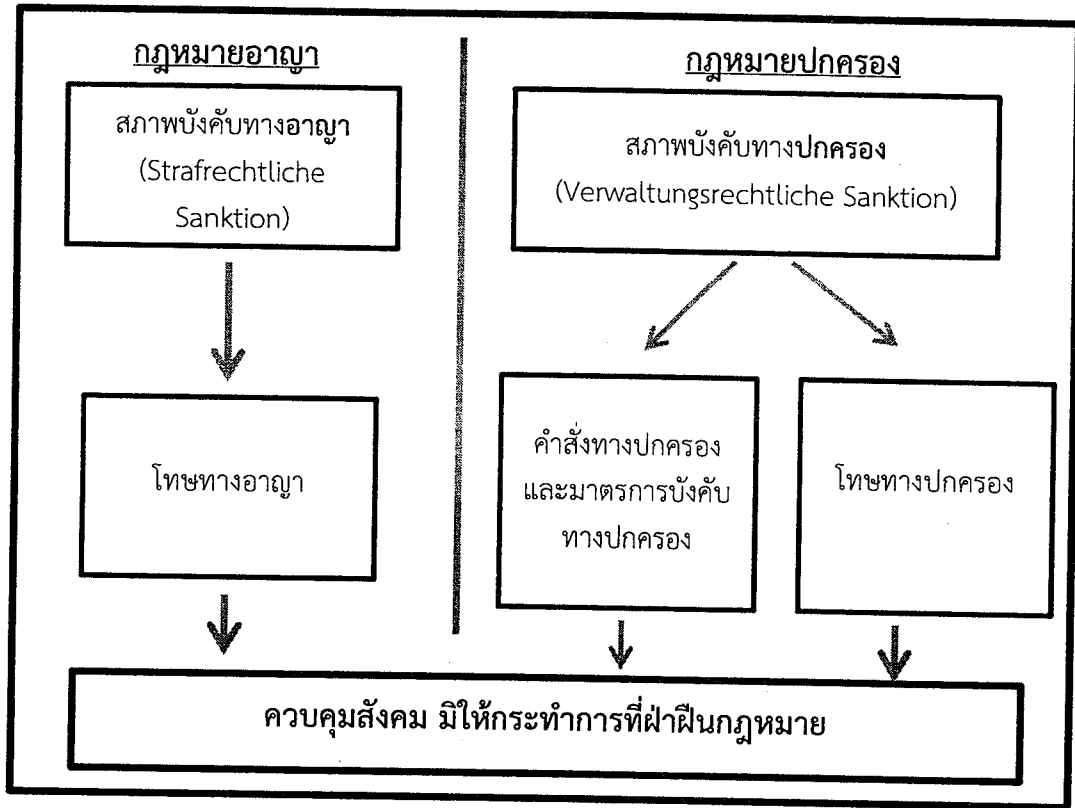 กฎหมายอาญา
สภาพบังคับทางอาญา
(Strafrechtliche
Sanktion)
โทษทางอาญา
กฎหมายปกครอง
สภาพบังคับทางปกครอง
(Verwaltungsrechtliche Sanktion)
คำสั่งทางปกครอง
และมาตรการบังคับ
ทางปกครอง
โทษทางปกครอง
ควบคุมสังคม มิให้กระทำการที่ฝ่าฝืนกฎหมาย